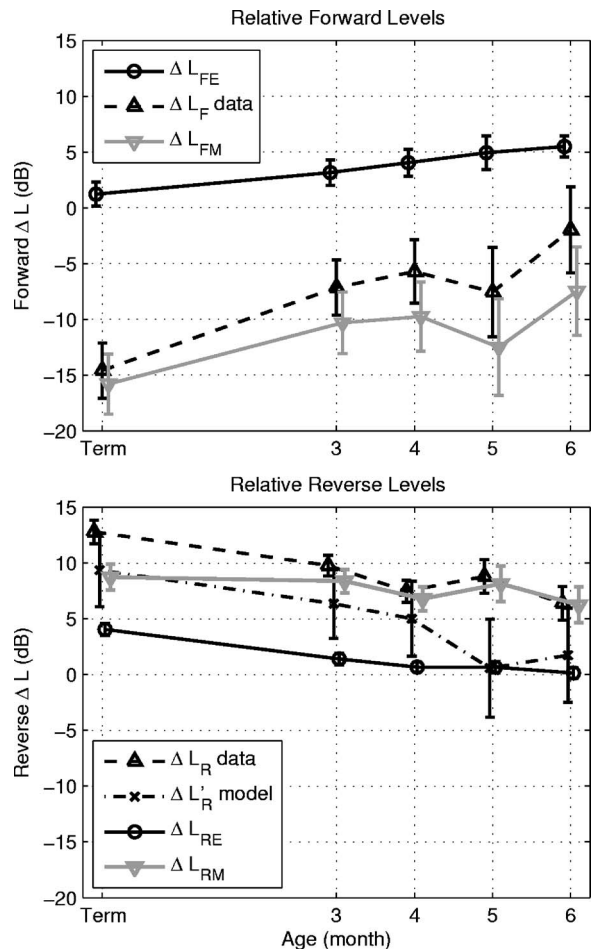 Relative Forward Levels
15
10
5
0
−5
−10
−15
−20
Forward Δ L (dB)
Δ L_FE
Δ L_F data
Δ L_FM
Term 3 4 5 6
Relative Reverse Levels
15
10
5
0
−5
−10
−15
−20
Reverse Δ L (dB)
Δ L_R data
Δ L'_R model
Δ L_RE
Δ L_RM
Term 3 4 5 6
Age (month)